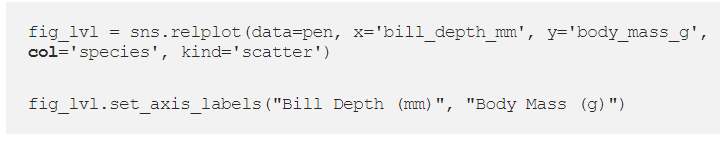 fig_lvl = sns.relplot(data=pen, x='bill_depth_mm', y='body_mass_g',
col='species', kind='scatter')
fig_lvl.set_axis_labels("Bill Depth (mm)", "Body Mass (g)")